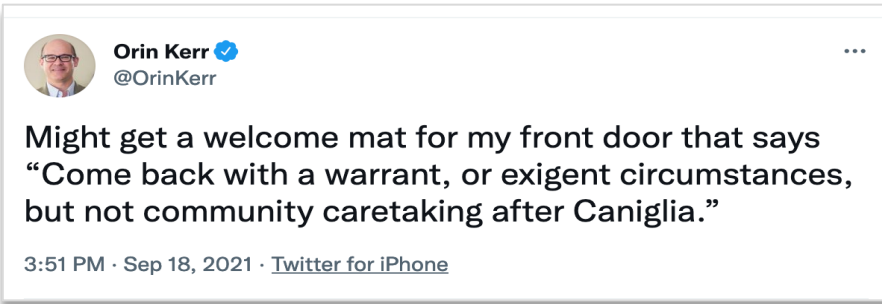 Orin Kerr
@OrinKerr
Might get a welcome mat for my front door that says
“Come back with a warrant, or exigent circumstances,
but not community caretaking after Caniglia.”
3:51 PM · Sep 18, 2021 · Twitter for iPhone